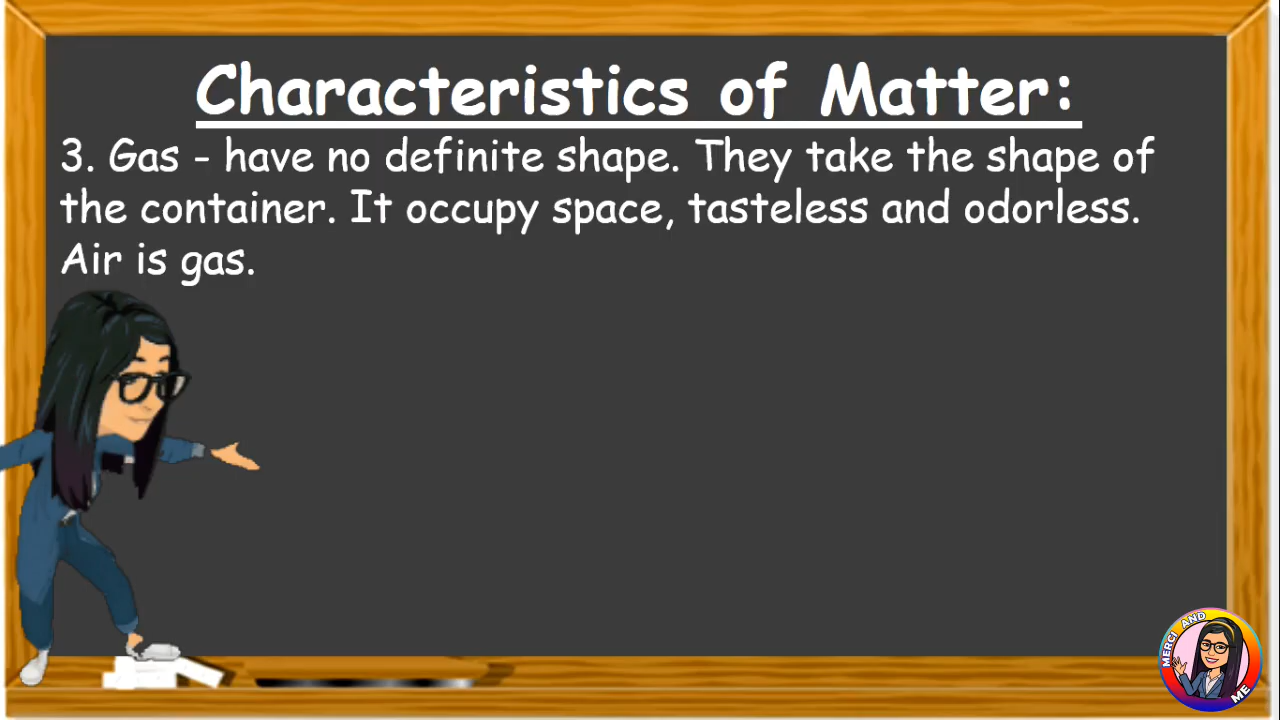 Characteristics of Matter:
3. Gas - have no definite shape. They take the shape of
the container. It occupy space, tasteless and odorless.
Air is gas.
MERCI AND ME